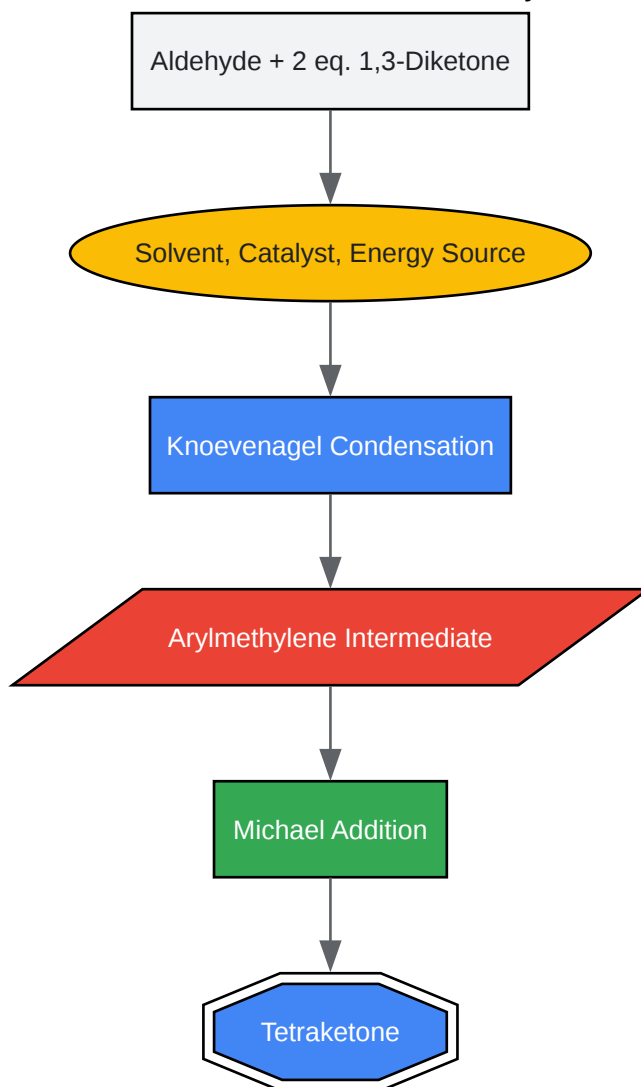 Aldehyde + 2 eq. 1,3-Diketone
Solvent, Catalyst, Energy Source
Knoevenagel Condensation
Arylmethylene Intermediate
Michael Addition
Tetraketone